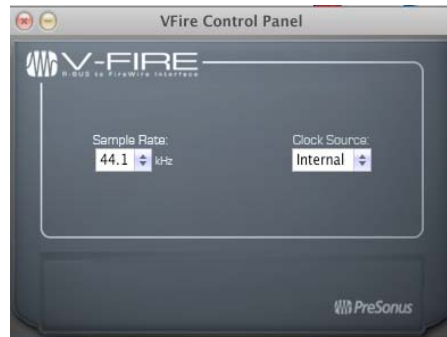 VFire Control Panel
V-FIRE
R-BUS to FireWire Interface
Sample Rate:
44.1 kHz
Clock Source:
Internal
PreSonus